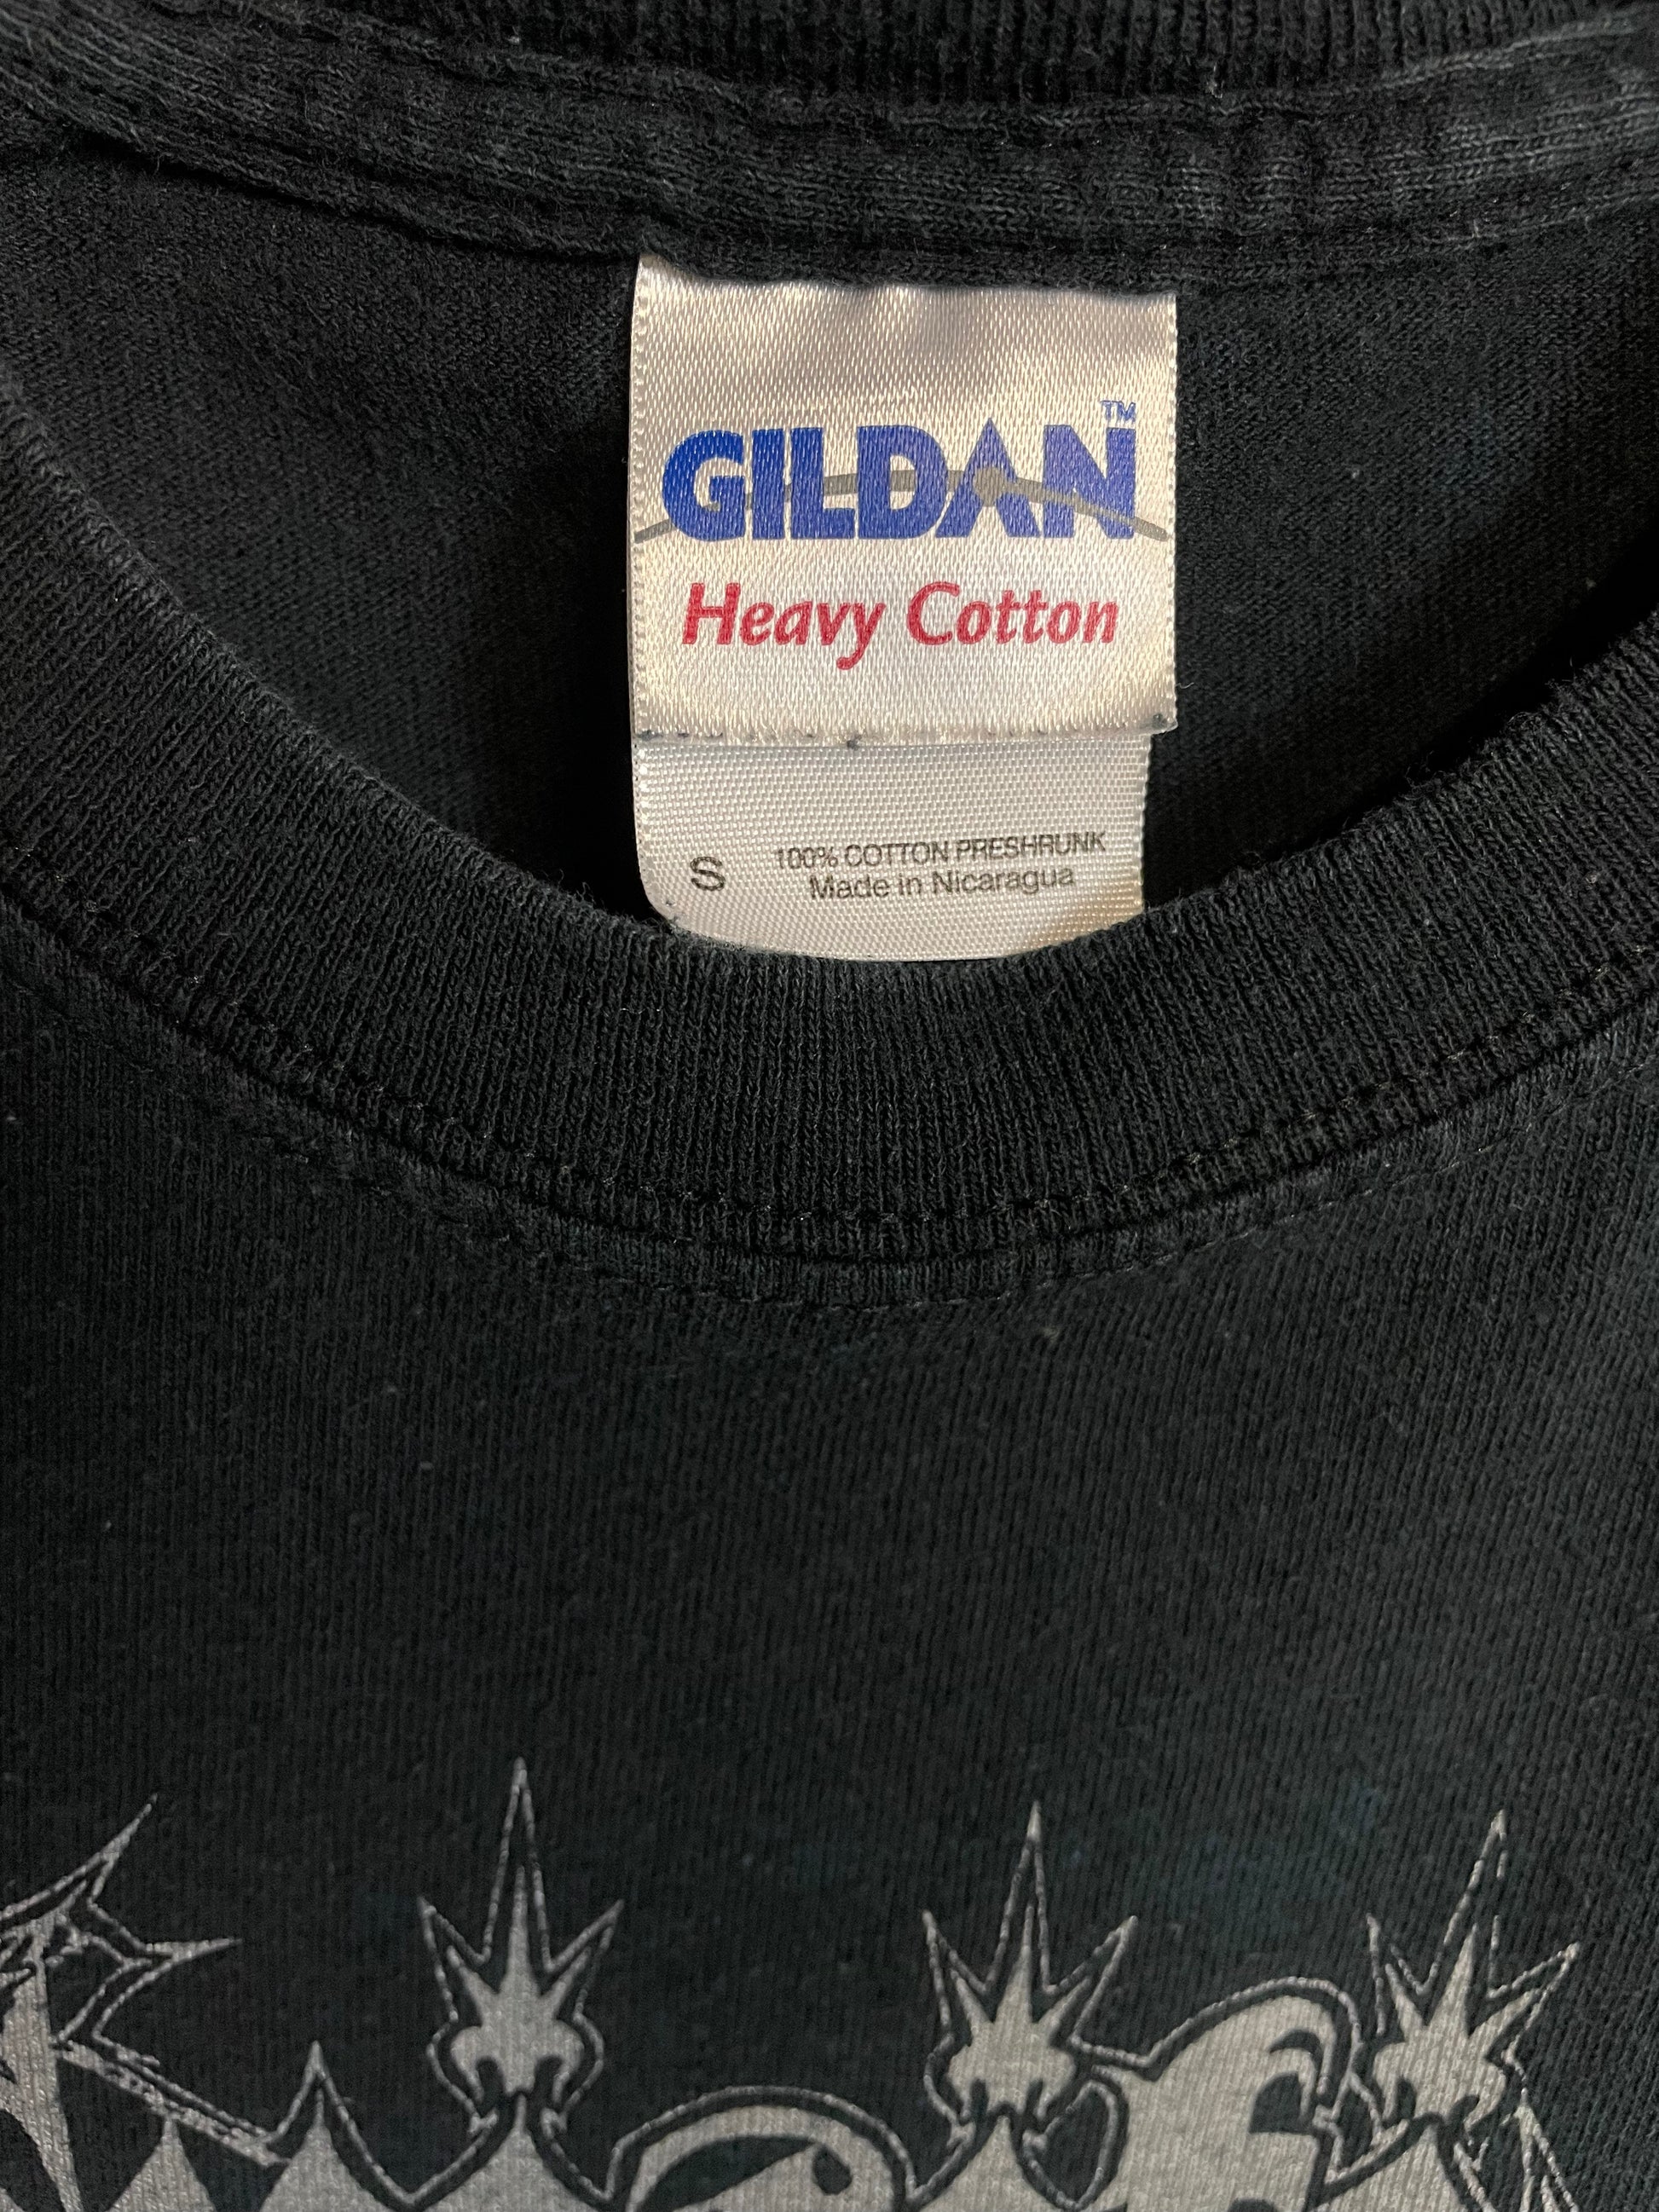 GILDAN™
Heavy Cotton
S 100% COTTON PRESHRUNK
Made in Nicaragua